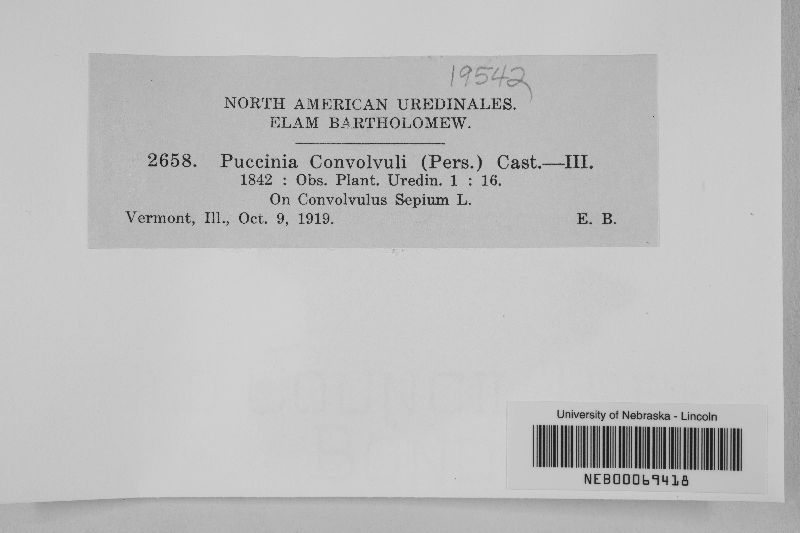 19542
NORTH AMERICAN UREDINALES.
ELAM BARTHOLOMEW.
2658. Puccinia Convolvuli (Pers.) Cast.—III.
1842 : Obs. Plant. Uredin. 1 : 16.
On Convolvulus Sepium L.
Vermont, Ill., Oct. 9, 1919. E. B.
University of Nebraska - Lincoln
NEB00069418